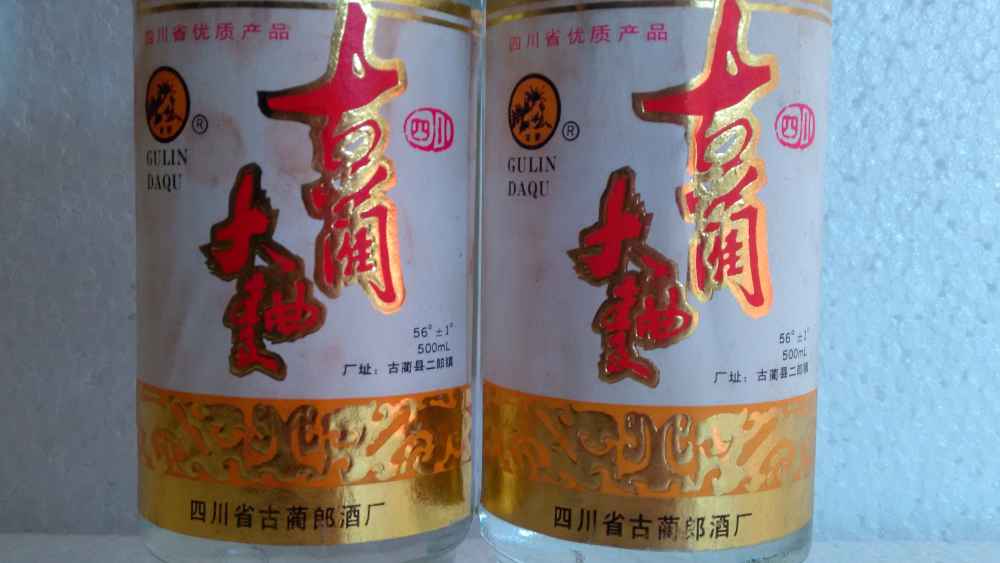 四川省优质产品
GULIN
DAQU
®
四川
古蔺
大麯
56°±1°
500mL
厂址：古蔺县二郎镇
四川省古蔺郎酒厂
四川省优质产品
GULIN
DAQU
®
四川
古蔺
大麯
56°±1°
500mL
厂址：古蔺县二郎镇
四川省古蔺郎酒厂